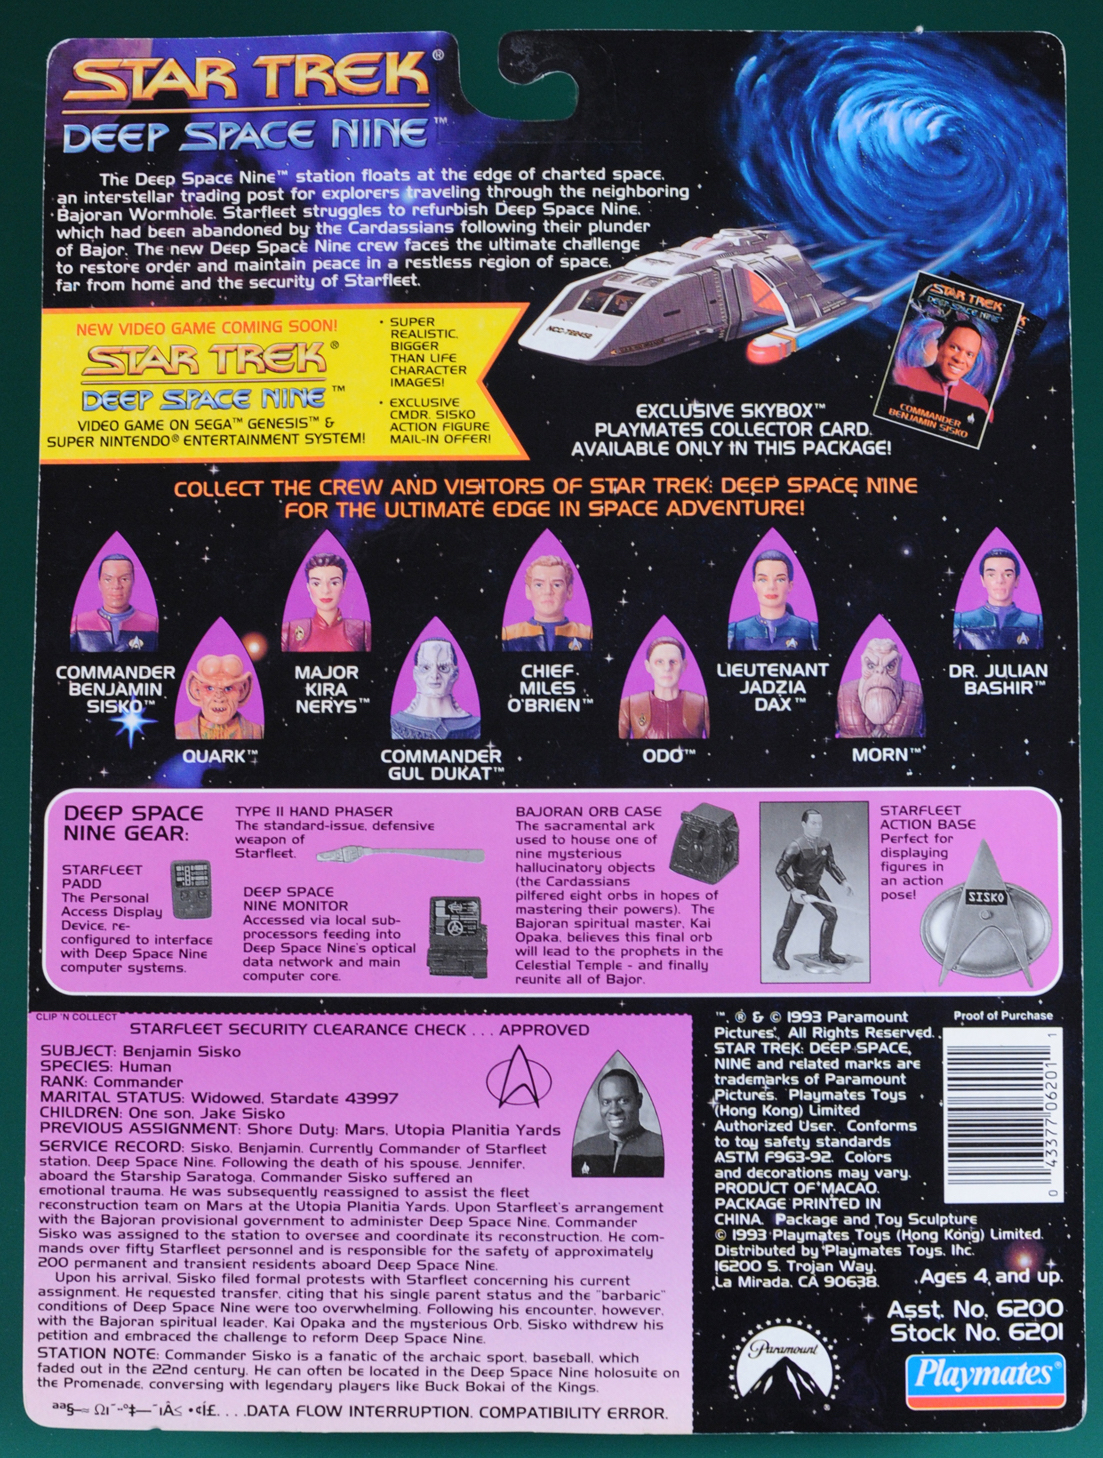 STAR TREK®
DEEP SPACE NINE™
The Deep Space Nine™ station floats at the edge of charted space,
an interstellar trading post for explorers traveling through the neighboring
Bajoran Wormhole. Starfleet struggles to refurbish Deep Space Nine,
which had been abandoned by the Cardassians following their plunder
of Bajor. The new Deep Space Nine crew faces the ultimate challenge
to restore order and maintain peace in a restless region of space,
far from home and the security of Starfleet.
NEW VIDEO GAME COMING SOON!
STAR TREK®
DEEP SPACE NINE™
VIDEO GAME ON SEGA™ GENESIS™ &
SUPER NINTENDO® ENTERTAINMENT SYSTEM!
• SUPER
REALISTIC,
BIGGER
THAN LIFE
CHARACTER
IMAGES!
• EXCLUSIVE
CMDR. SISKO
ACTION FIGURE
MAIL-IN OFFER!
NCC-72452
STAR TREK
DEEP SPACE NINE
COMMANDER
BENJAMIN SISKO
EXCLUSIVE SKYBOX™
PLAYMATES COLLECTOR CARD.
AVAILABLE ONLY IN THIS PACKAGE!
COLLECT THE CREW AND VISITORS OF STAR TREK: DEEP SPACE NINE
FOR THE ULTIMATE EDGE IN SPACE ADVENTURE!
COMMANDER
BENJAMIN
SISKO™
QUARK™
MAJOR
KIRA
NERYS™
COMMANDER
GUL DUKAT™
CHIEF
MILES
O'BRIEN™
ODO™
LIEUTENANT
JADZIA
DAX™
MORN™
DR. JULIAN
BASHIR™
DEEP SPACE
NINE GEAR:
STARFLEET
PADD
The Personal
Access Display
Device, re-
configured to interface
with Deep Space Nine
computer systems.
TYPE II HAND PHASER
The standard-issue, defensive
weapon of
Starfleet.
DEEP SPACE
NINE MONITOR
Accessed via local sub-
processors feeding into
Deep Space Nine's optical
data network and main
computer core.
BAJORAN ORB CASE
The sacramental ark
used to house one of
nine mysterious
hallucinatory objects
(the Cardassians
pilfered eight orbs in hopes of
mastering their powers). The
Bajoran spiritual master, Kai
Opaka, believes this final orb
will lead to the prophets in the
Celestial Temple - and finally
reunite all of Bajor.
STARFLEET
ACTION BASE
Perfect for
displaying
figures in
an action
pose!
SISKO
CLIP 'N COLLECT
STARFLEET SECURITY CLEARANCE CHECK . . . APPROVED
SUBJECT: Benjamin Sisko
SPECIES: Human
RANK: Commander
MARITAL STATUS: Widowed, Stardate 43997
CHILDREN: One son, Jake Sisko
PREVIOUS ASSIGNMENT: Shore Duty: Mars, Utopia Planitia Yards
SERVICE RECORD: Sisko, Benjamin. Currently Commander of Starfleet
station, Deep Space Nine. Following the death of his spouse, Jennifer,
aboard the Starship Saratoga, Commander Sisko suffered an
emotional trauma. He was subsequently reassigned to assist the fleet
reconstruction team on Mars at the Utopia Planitia Yards. Upon Starfleet's arrangement
with the Bajoran provisional government to administer Deep Space Nine, Commander
Sisko was assigned to the station to oversee and coordinate its reconstruction. He com-
mands over fifty Starfleet personnel and is responsible for the safety of approximately
200 permanent and transient residents aboard Deep Space Nine.
Upon his arrival, Sisko filed formal protests with Starfleet concerning his current
assignment. He requested transfer, citing that his single parent status and the "barbaric"
conditions of Deep Space Nine were too overwhelming. Following his encounter, however,
with the Bajoran spiritual leader, Kai Opaka and the mysterious Orb, Sisko withdrew his
petition and embraced the challenge to reform Deep Space Nine.
STATION NOTE: Commander Sisko is a fanatic of the archaic sport, baseball, which
faded out in the 22nd century. He can often be located in the Deep Space Nine holosuite on
the Promenade, conversing with legendary players like Buck Bokai of the Kings.
. . . .DATA FLOW INTERRUPTION. COMPATIBILITY ERROR.
™, ® & © 1993 Paramount
Pictures. All Rights Reserved.
STAR TREK: DEEP SPACE
NINE and related marks are
trademarks of Paramount
Pictures. Playmates Toys
(Hong Kong) Limited
Authorized User. Conforms
to toy safety standards
ASTM F963-92. Colors
and decorations may vary.
PRODUCT OF MACAO.
PACKAGE PRINTED IN
CHINA. Package and Toy Sculpture
© 1993 Playmates Toys (Hong Kong) Limited.
Distributed by Playmates Toys, Inc.
16200 S. Trojan Way,
La Mirada, CA 90638.
Proof of Purchase
0 43377 06201 1
Ages 4 and up.
Asst. No. 6200
Stock No. 6201
Paramount
Playmates®